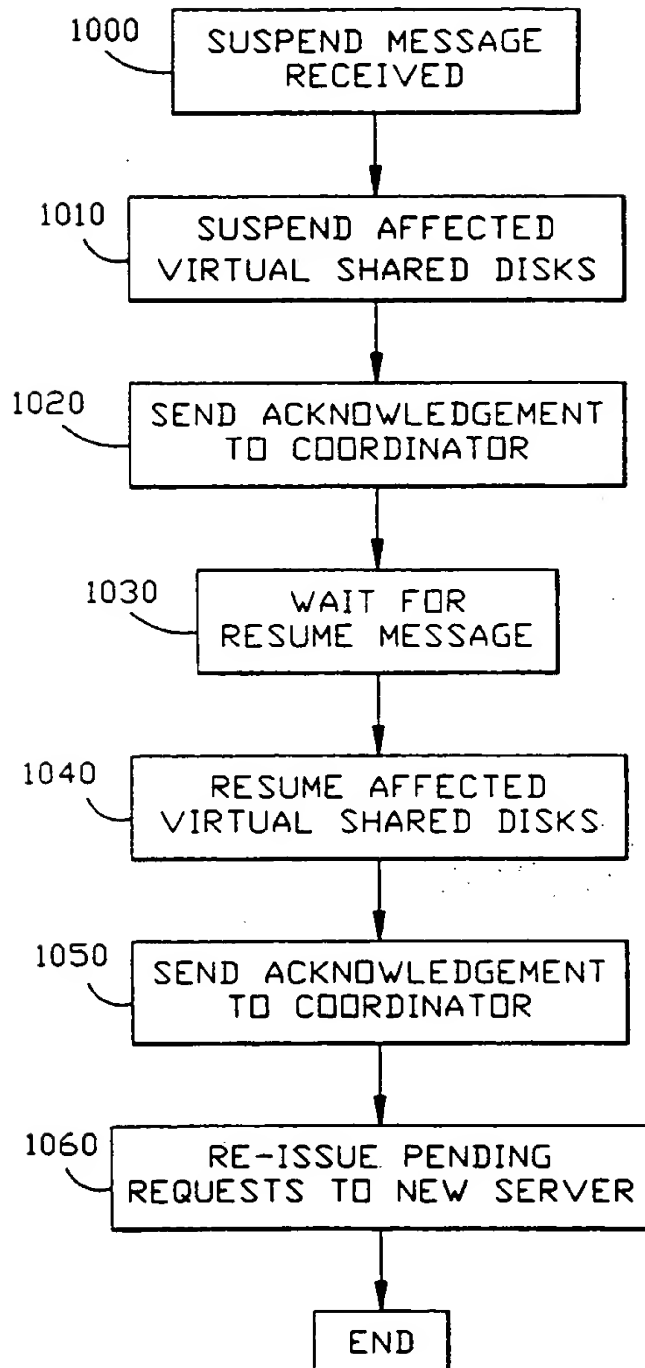 1000
SUSPEND MESSAGE
RECEIVED
1010
SUSPEND AFFECTED
VIRTUAL SHARED DISKS
1020
SEND ACKNOWLEDGEMENT
TO COORDINATOR
1030
WAIT FOR
RESUME MESSAGE
1040
RESUME AFFECTED
VIRTUAL SHARED DISKS
1050
SEND ACKNOWLEDGEMENT
TO COORDINATOR
1060
RE-ISSUE PENDING
REQUESTS TO NEW SERVER
END